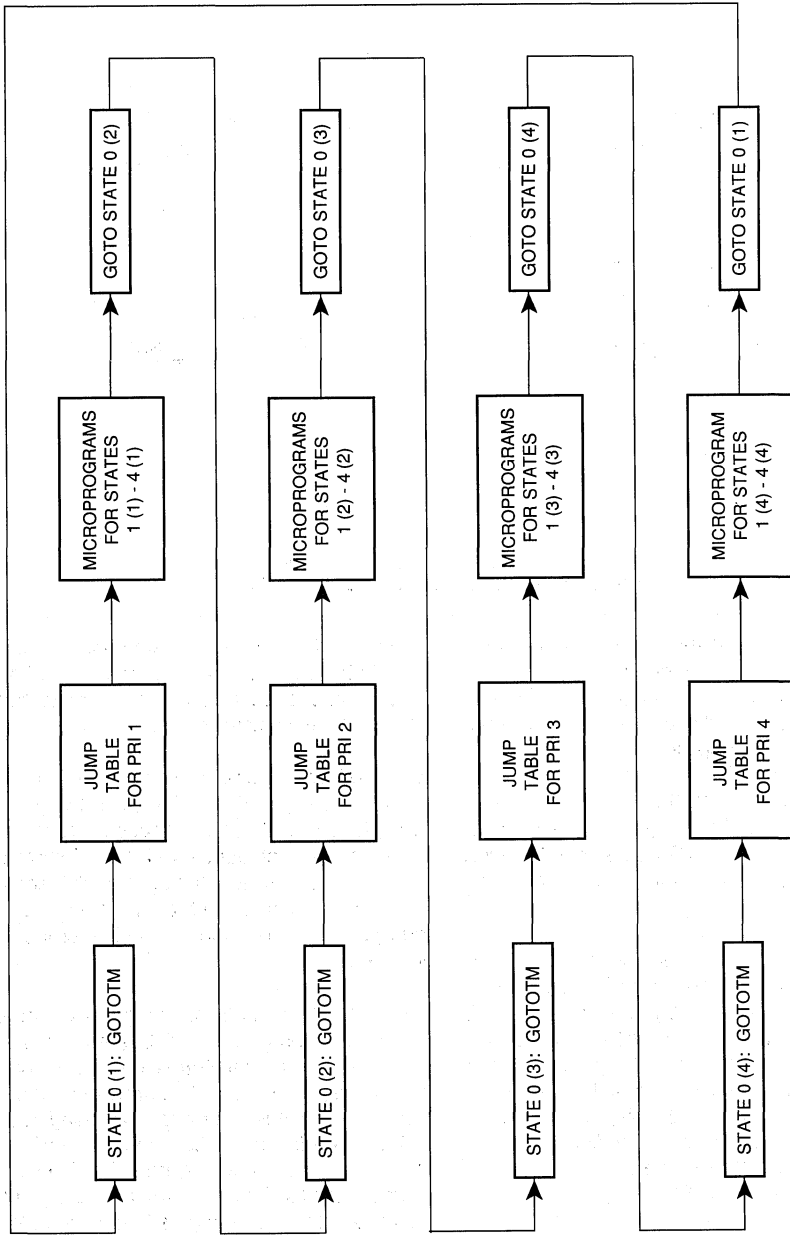 STATE 0 (1): GOTOTM
JUMP
TABLE
FOR PRI 1
MICROPROGRAMS
FOR STATES
1 (1) - 4 (1)
GOTO STATE 0 (2)
STATE 0 (2): GOTOTM
JUMP
TABLE
FOR PRI 2
MICROPROGRAMS
FOR STATES
1 (2) - 4 (2)
GOTO STATE 0 (3)
STATE 0 (3): GOTOTM
JUMP
TABLE
FOR PRI 3
MICROPROGRAMS
FOR STATES
1 (3) - 4 (3)
GOTO STATE 0 (4)
STATE 0 (4): GOTOTM
JUMP
TABLE
FOR PRI 4
MICROPROGRAM
FOR STATES
1 (4) - 4 (4)
GOTO STATE 0 (1)